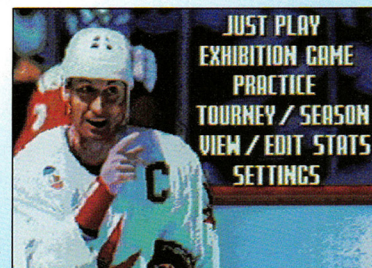 JUST PLAY
EXHIBITION GAME
PRACTICE
TOURNEY / SEASON
VIEW / EDIT STATS
SETTINGS
C